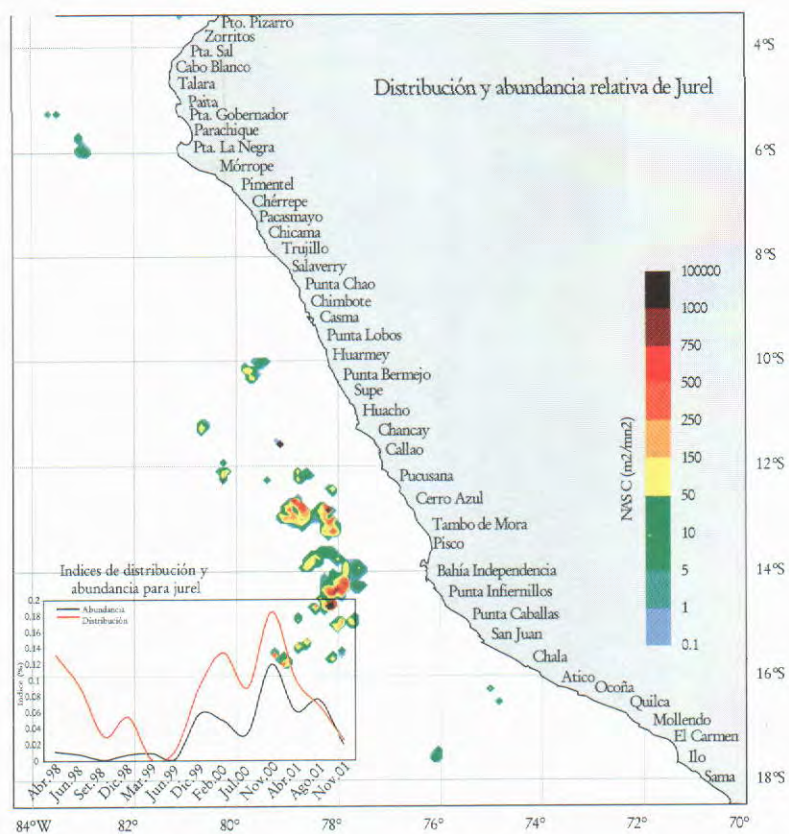 Pto. Pizarro
Zorritos
Pta. Sal
Cabo Blanco
Talara
Paita
Pta. Gobernador
Parachique
Pta. La Negra
Mórrope
Pimentel
Chérrepe
Pacasmayo
Chicama
Trujillo
Salaverry
Punta Chao
Chimbote
Casma
Punta Lobos
Huarmey
Punta Bermejo
Supe
Huacho
Chancay
Callao
Pucusana
Cerro Azul
Tambo de Mora
Pisco
Bahía Independencia
Punta Infiernillos
Punta Caballas
San Juan
Chala
Atico
Ocoña
Quilca
Mollendo
El Carmen
Ilo
Sama
Distribución y abundancia relativa de Jurel
4°S
6°S
8°S
10°S
12°S
14°S
16°S
18°S
NAS C (m2/mn2)
100000
1000
750
500
250
150
50
10
5
1
0.1
Indices de distribución y
abundancia para jurel
Abundancia
Distribución
Indice (‰)
0.2
0.18
0.16
0.14
0.12
0.10
0.08
0.06
0.04
0.02
0
Abr.98
Jun.98
Set.98
Dic.98
Mar.99
Jun.99
Dic.99
Feb.00
Jul.00
Nov.00
Abr.01
Ago.01
Nov.01
84°W
82°
80°
78°
76°
74°
72°
70°